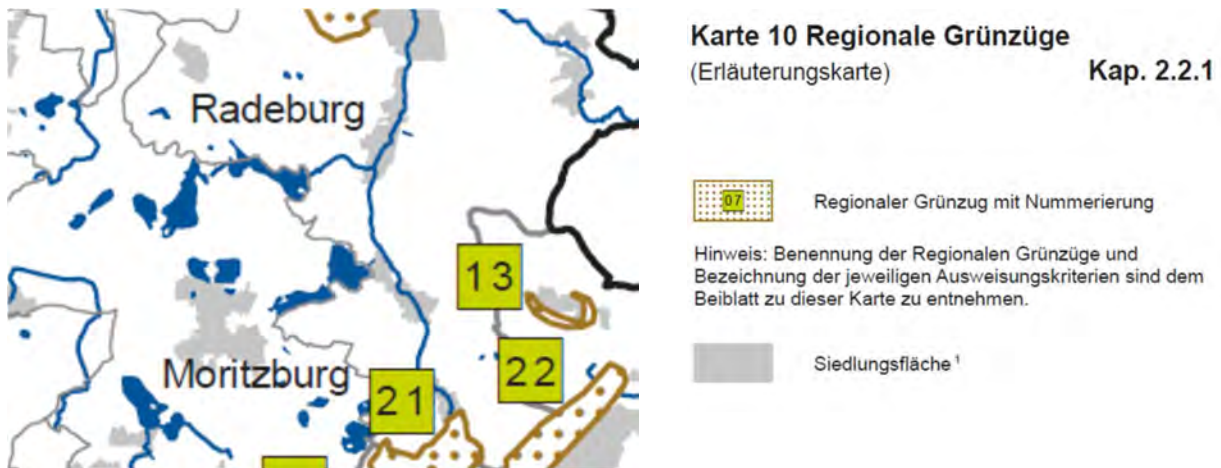 Radeburg
13
22
Moritzburg
21
Karte 10 Regionale Grünzüge
(Erläuterungskarte) Kap. 2.2.1
07 Regionaler Grünzug mit Nummerierung
Hinweis: Benennung der Regionalen Grünzüge und
Bezeichnung der jeweiligen Ausweisungskriterien sind dem
Beiblatt zu dieser Karte zu entnehmen.
Siedlungsfläche ¹